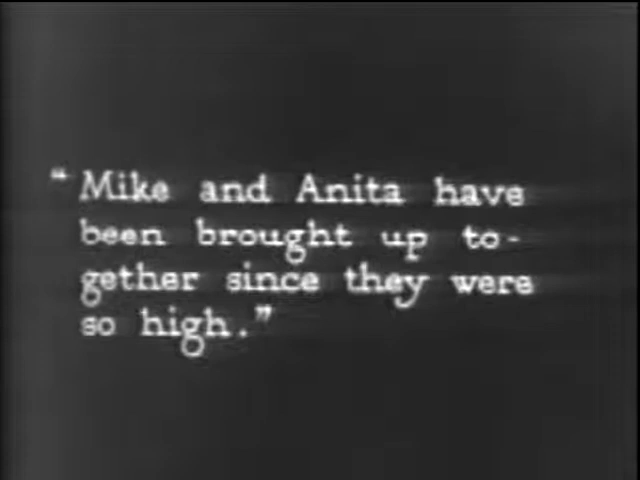 “Mike and Anita have
been brought up to-
gether since they were
so high.”